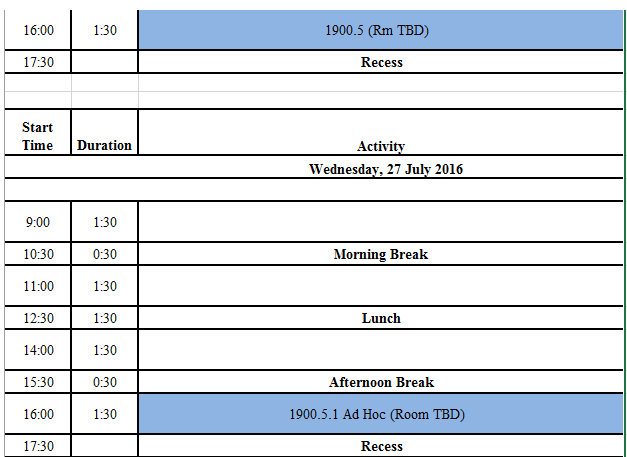 16:00 1:30 1900.5 (Rm TBD)
17:30 Recess
Start
Time Duration Activity
Wednesday, 27 July 2016
9:00 1:30
10:30 0:30 Morning Break
11:00 1:30
12:30 1:30 Lunch
14:00 1:30
15:30 0:30 Afternoon Break
16:00 1:30 1900.5.1 Ad Hoc (Room TBD)
17:30 Recess